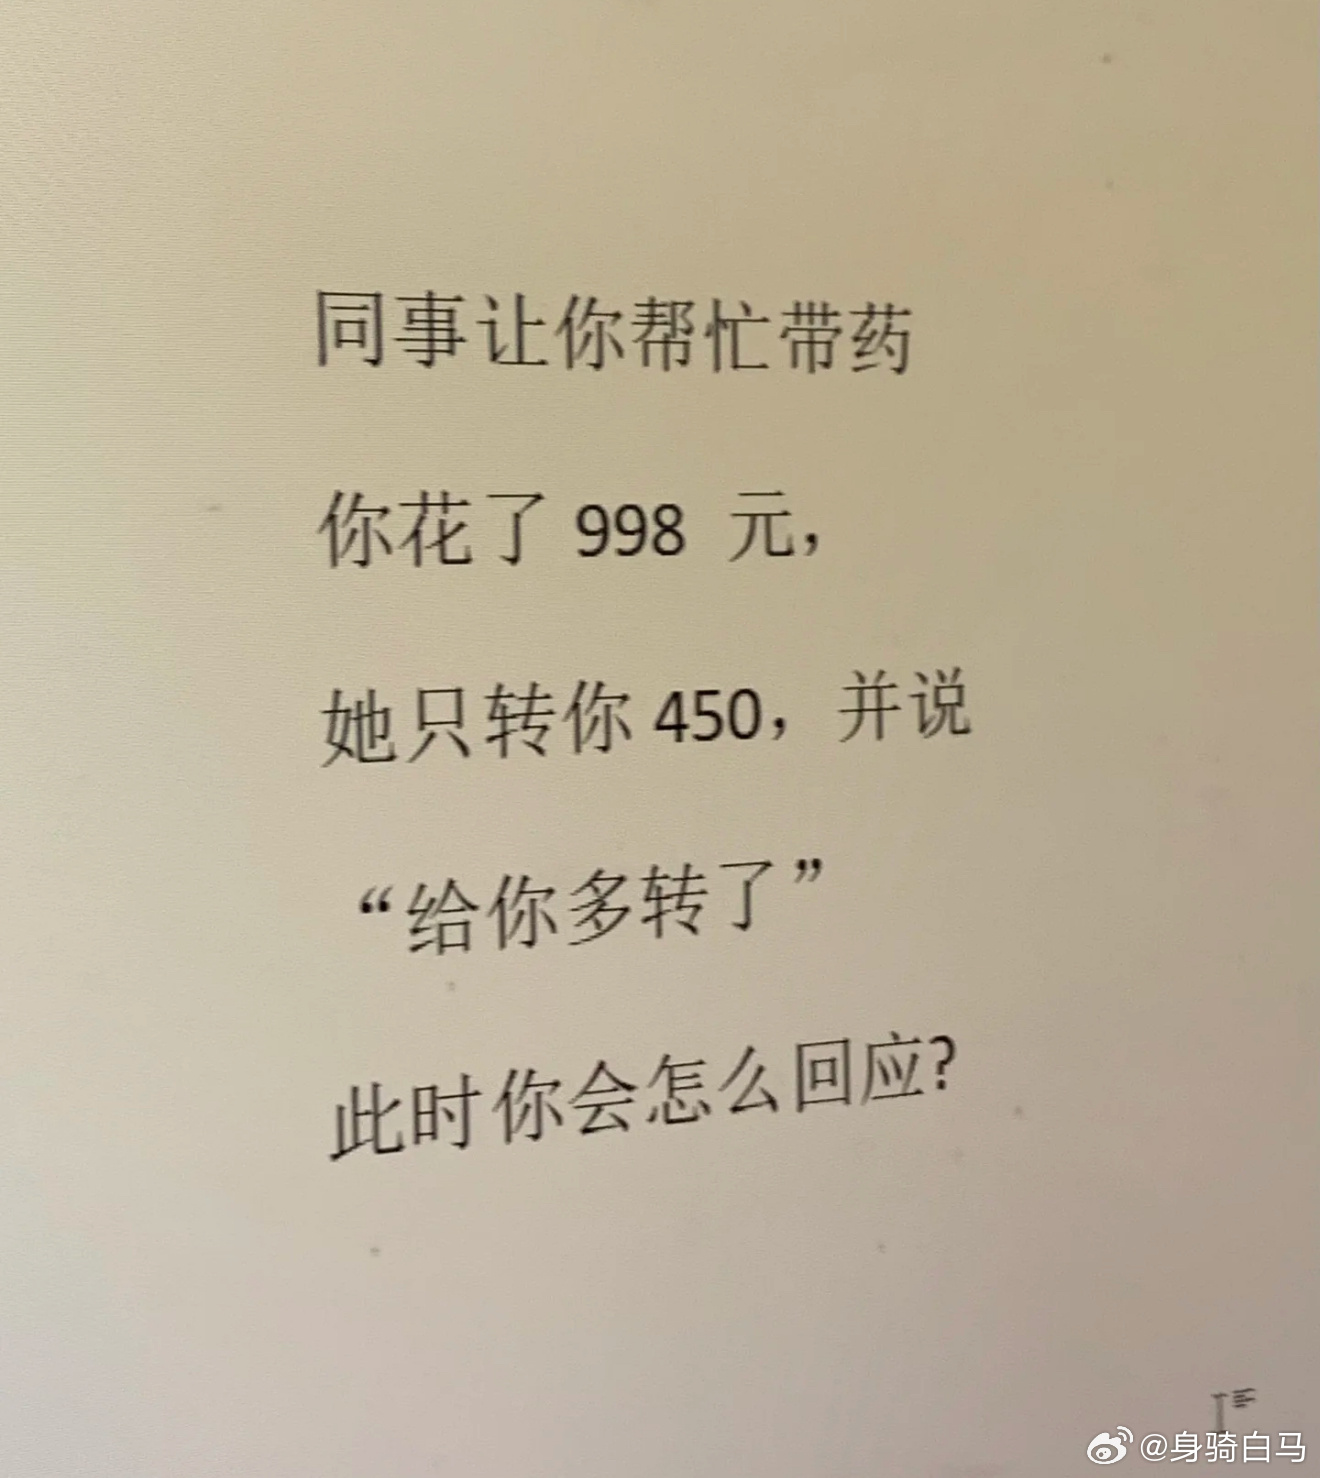 同事让你帮忙带药
你花了 998 元，
她只转你 450，并说
“给你多转了”
此时你会怎么回应?
@身骑白马